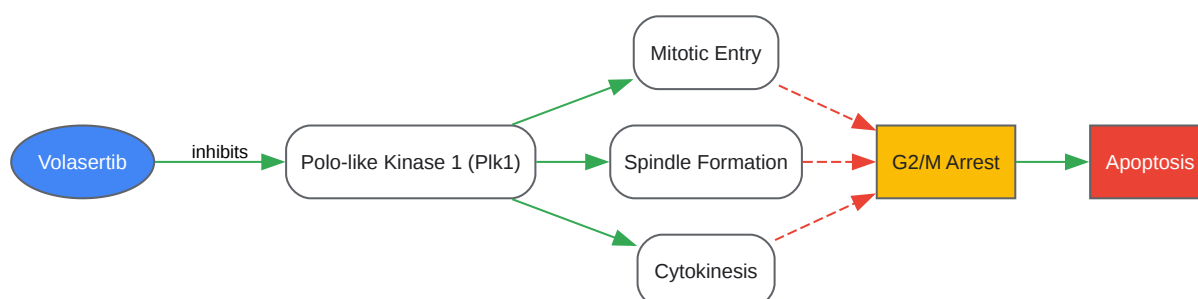 Mitotic Entry
Volasertib
inhibits
Polo-like Kinase 1 (Plk1)
Spindle Formation
G2/M Arrest
Apoptosis
Cytokinesis